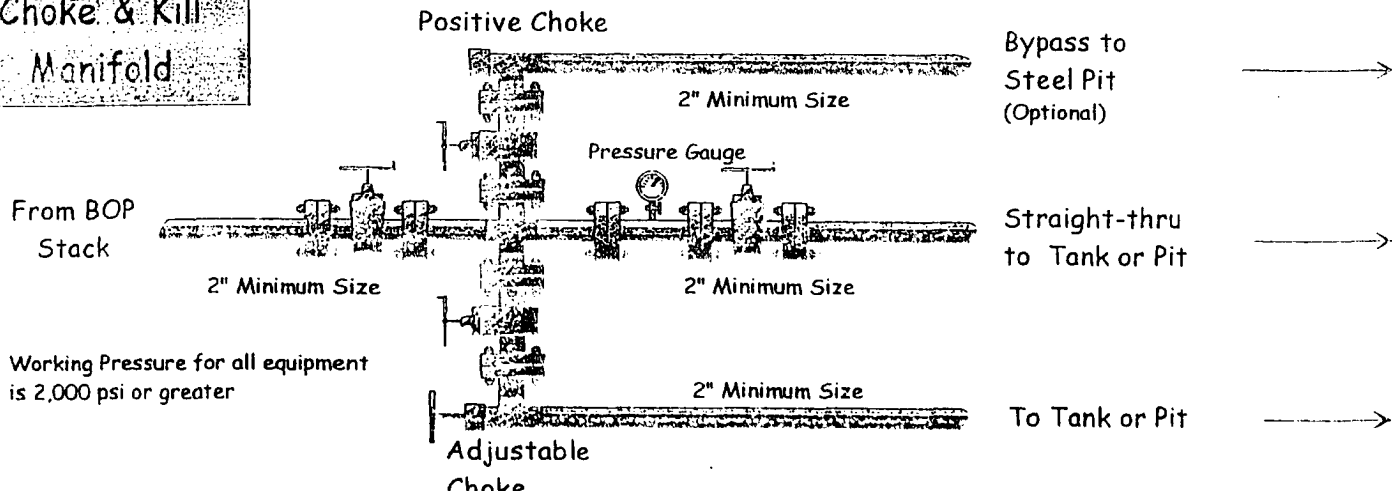 Choke & Kill
Manifold
Positive Choke
Bypass to
Steel Pit
(Optional)
2" Minimum Size
Pressure Gauge
From BOP
Stack
Straight-thru
to Tank or Pit
2" Minimum Size
2" Minimum Size
Working Pressure for all equipment
is 2,000 psi or greater
2" Minimum Size
To Tank or Pit
Adjustable
Choke